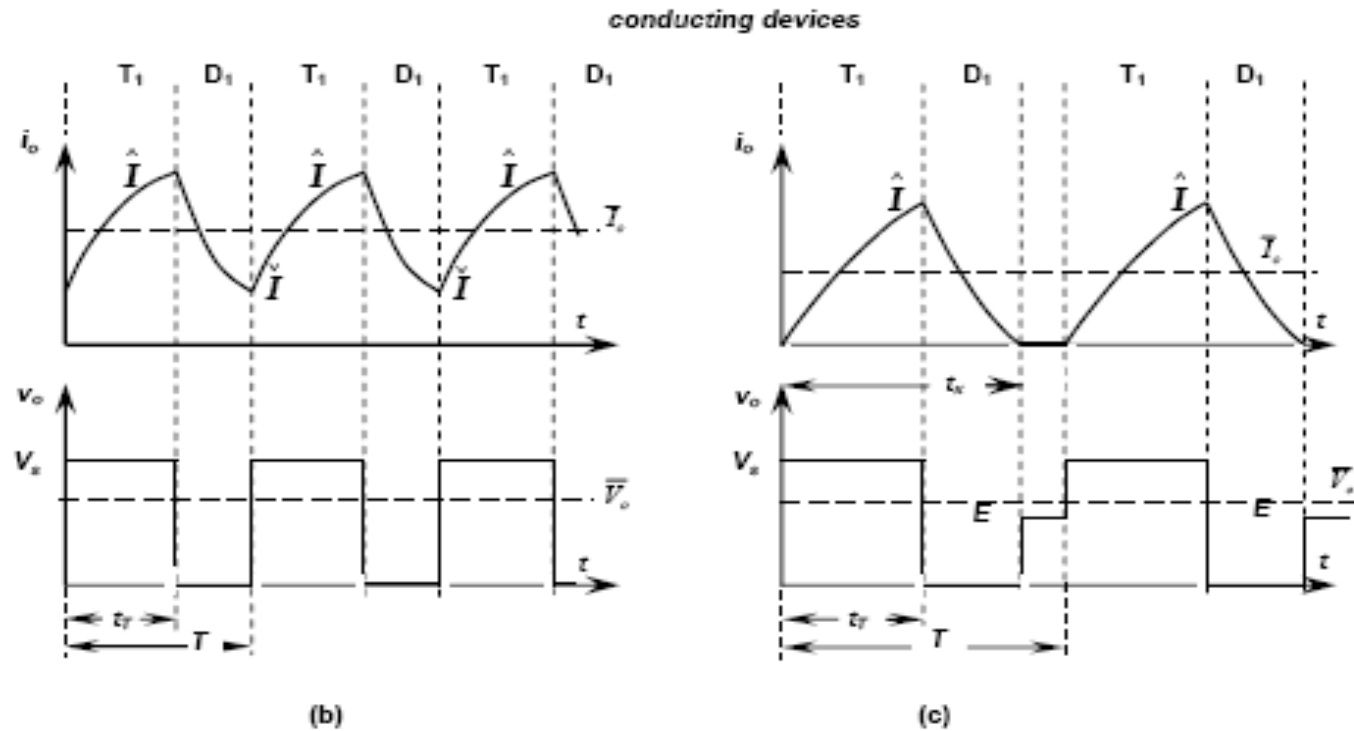 conducting devices
T₁ D₁ T₁ D₁ T₁ D₁ T₁ D₁ T₁ D₁
iₒ Î Î Î I̅ₒ iₒ Î Î I̅ₒ
Ǐ Ǐ t t
tₓ
vₒ vₒ
Vₛ V̅ₒ Vₛ E E V̅ₒ
t t
t_T t_T
T T
(b) (c)